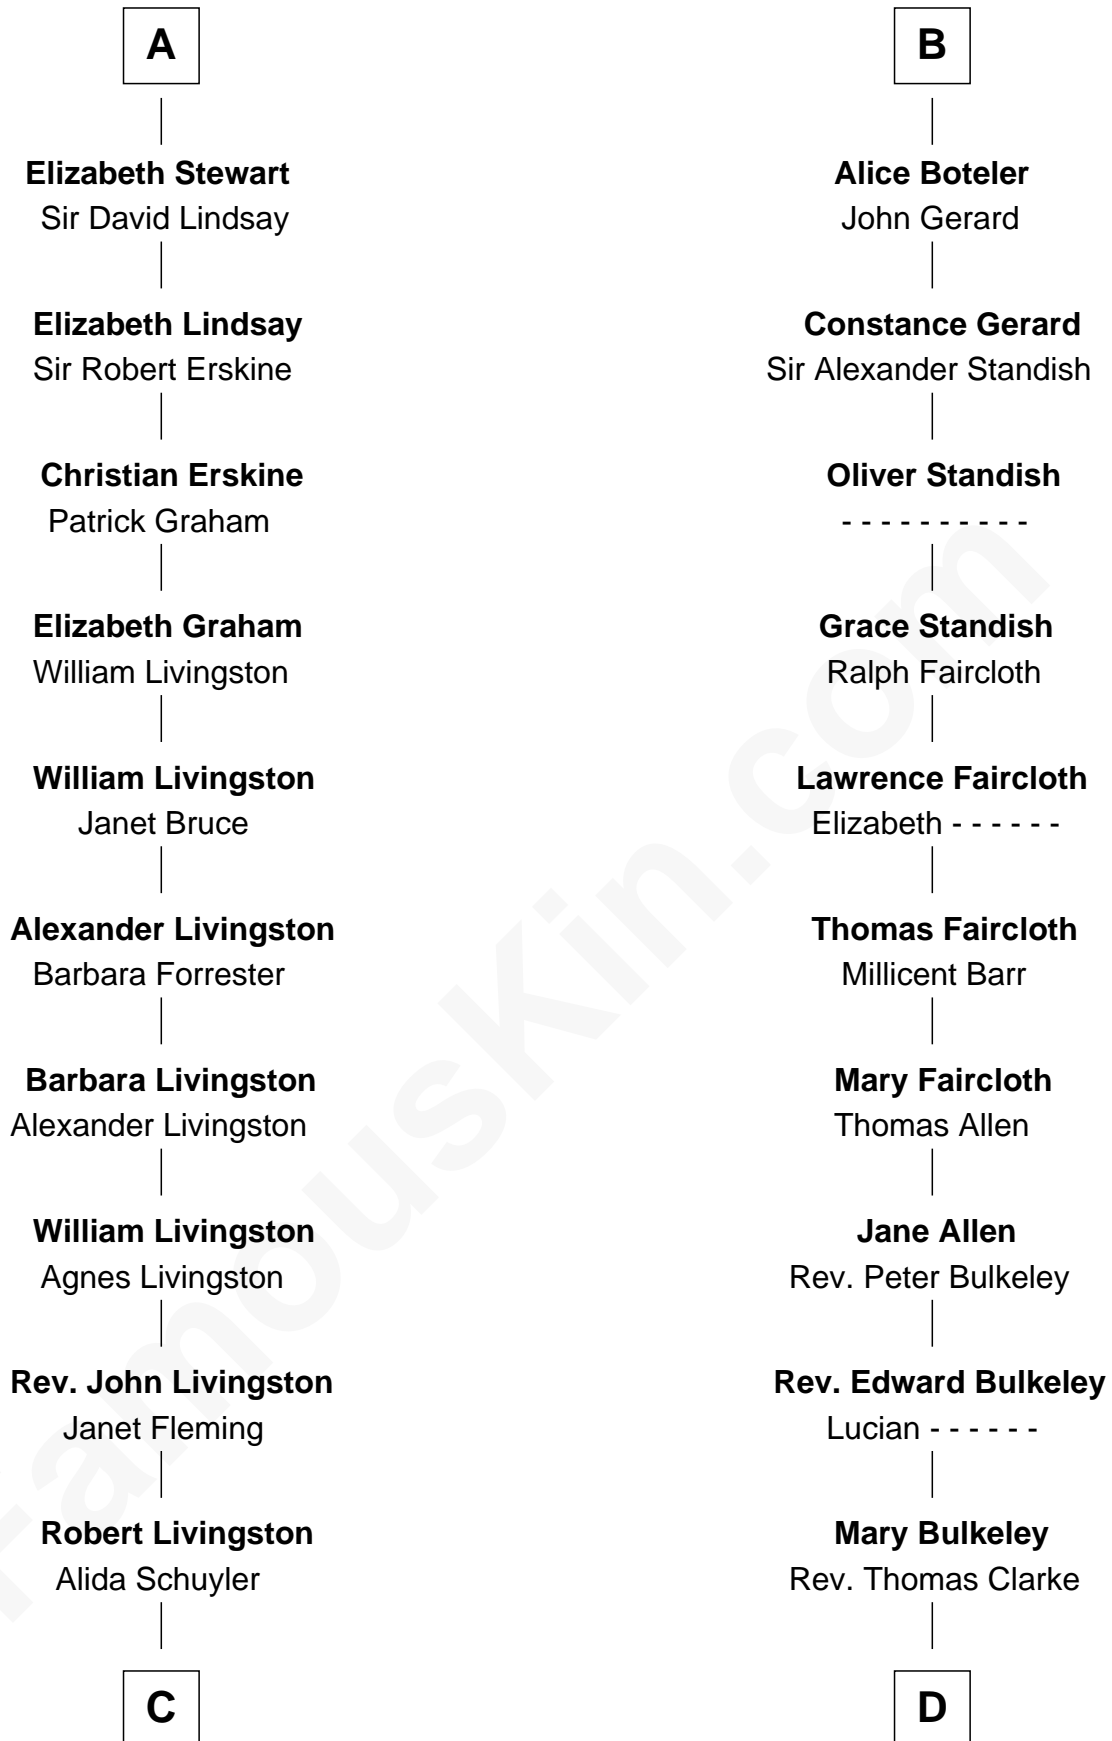 A
Elizabeth Stewart
Sir David Lindsay
Elizabeth Lindsay
Sir Robert Erskine
Christian Erskine
Patrick Graham
Elizabeth Graham
William Livingston
William Livingston
Janet Bruce
Alexander Livingston
Barbara Forrester
Barbara Livingston
Alexander Livingston
William Livingston
Agnes Livingston
Rev. John Livingston
Janet Fleming
Robert Livingston
Alida Schuyler
C
B
Alice Boteler
John Gerard
Constance Gerard
Sir Alexander Standish
Oliver Standish
- - - - - - - - - -
Grace Standish
Ralph Faircloth
Lawrence Faircloth
Elizabeth - - - - - -
Thomas Faircloth
Millicent Barr
Mary Faircloth
Thomas Allen
Jane Allen
Rev. Peter Bulkeley
Rev. Edward Bulkeley
Lucian - - - - - -
Mary Bulkeley
Rev. Thomas Clarke
D
FamousKin.com